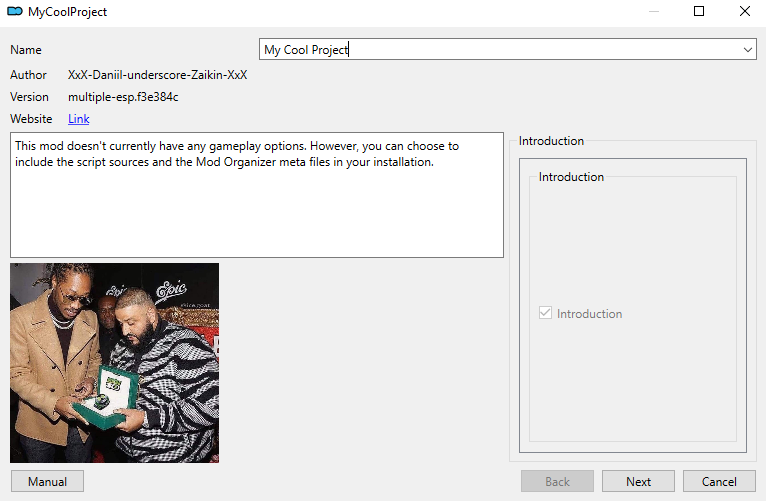 MyCoolProject
Name
My Cool Project
Author XxX-Daniil-underscore-Zaikin-XxX
Version multiple-esp.f3e384c
Website Link
This mod doesn't currently have any gameplay options. However, you can choose to
include the script sources and the Mod Organizer meta files in your installation.
Introduction
Introduction
Introduction
Epic
Epic
Manual
Back
Next
Cancel